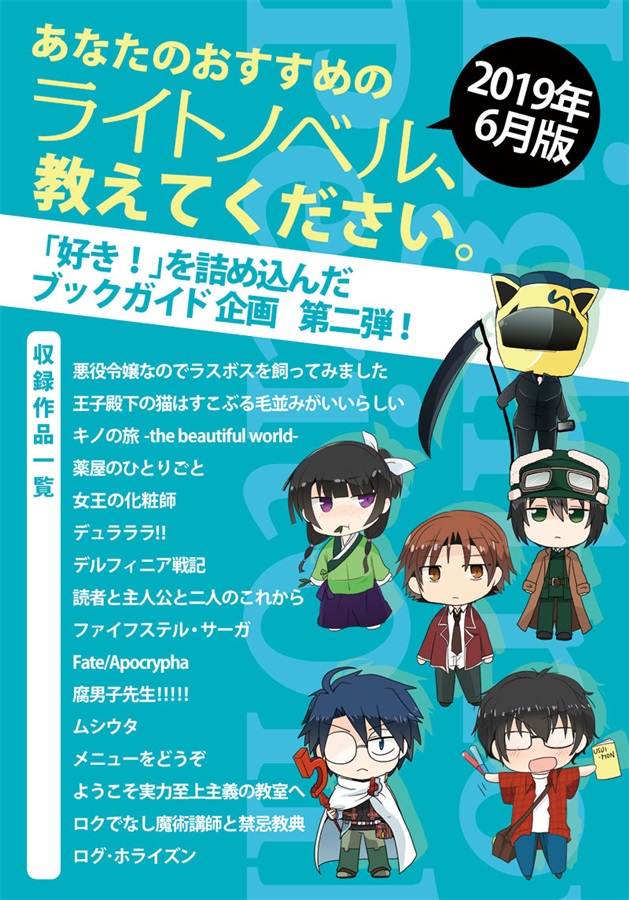 あなたのおすすめの
ライトノベル、
教えてください。
2019年
6月版
「好き！」を詰め込んだ
ブックガイド企画 第二弾！
収録作品一覧
悪役令嬢なのでラスボスを飼ってみました
王子殿下の猫はすこぶる毛並みがいいらしい
キノの旅 -the beautiful world-
薬屋のひとりごと
女王の化粧師
デュラララ!!
デルフィニア戦記
読者と主人公と二人のこれから
ファイフステル・サーガ
Fate/Apocrypha
腐男子先生!!!!!
ムシウタ
メニューをどうぞ
ようこそ実力至上主義の教室へ
ロクでなし魔術講師と禁忌教典
ログ・ホライズン
USUI
-HON